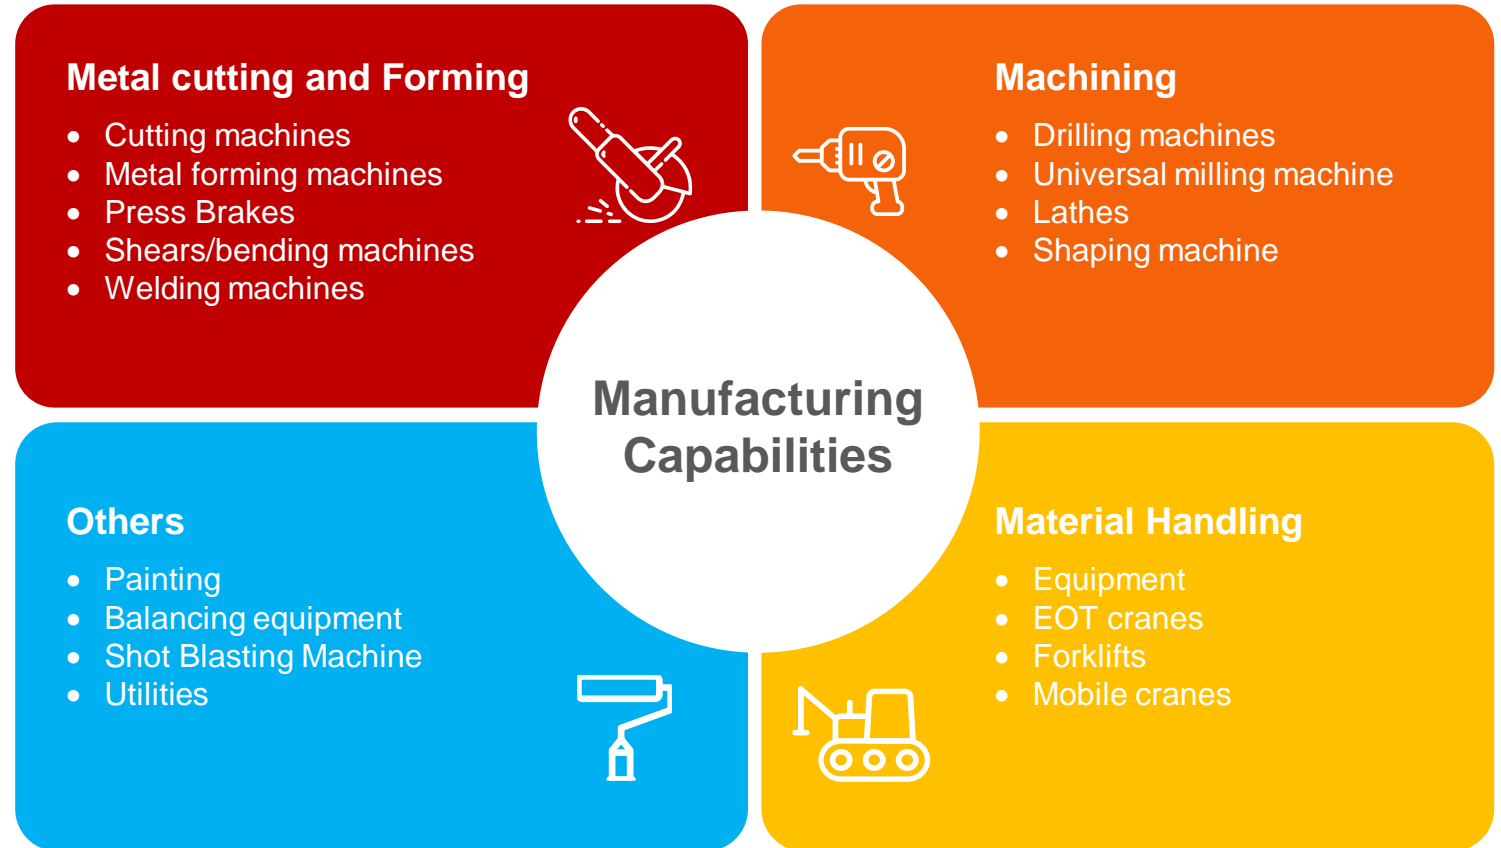 Metal cutting and Forming
• Cutting machines
• Metal forming machines
• Press Brakes
• Shears/bending machines
• Welding machines
Machining
• Drilling machines
• Universal milling machine
• Lathes
• Shaping machine
Manufacturing
Capabilities
Others
• Painting
• Balancing equipment
• Shot Blasting Machine
• Utilities
Material Handling
• Equipment
• EOT cranes
• Forklifts
• Mobile cranes